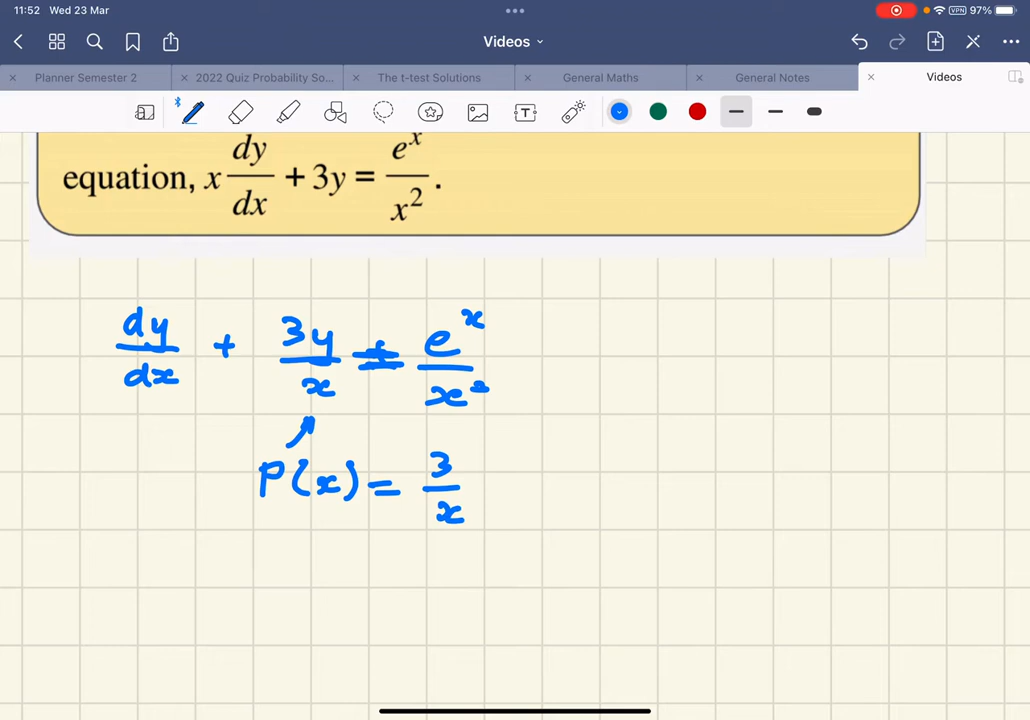 11:52 Wed 23 Mar
VPN 97%
Videos
Planner Semester 2
2022 Quiz Probability So...
The t-test Solutions
General Maths
General Notes
Videos
equation, x dy/dx + 3y = e^x/x^2.
dy/dx + 3y/x = e^x/x^2
P(x) = 3/x